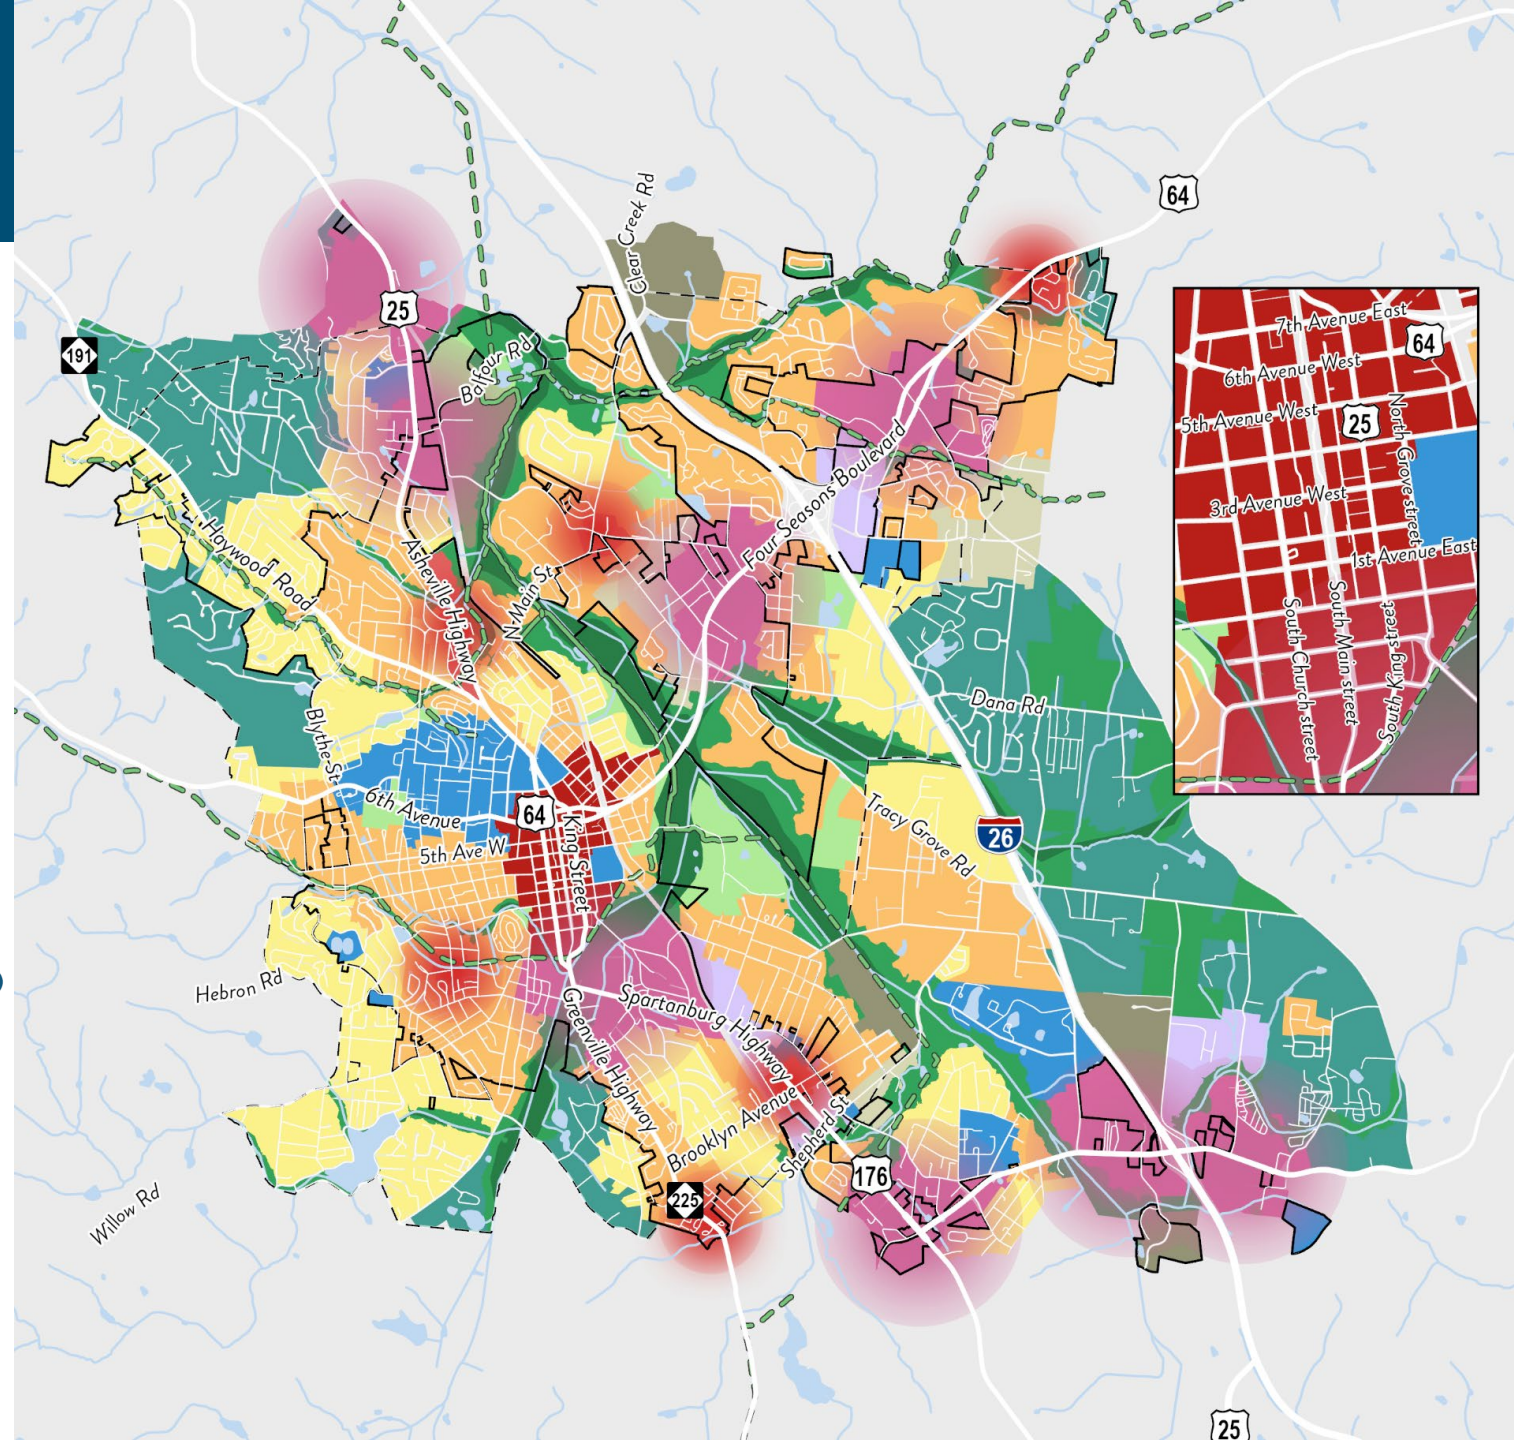 64
Clear Creek Rd
25
191
Balfour Rd
7th Avenue East
64
6th Avenue West
5th Avenue West
25
North Grove street
3rd Avenue West
1st Avenue East
South Church street
South Main street
South King street
Four Seasons Boulevard
Haywood Road
Asheville Highway
N Main St
Dana Rd
Blythe St
6th Avenue
64
King Street
5th Ave W
Tracy Grove Rd
26
Hebron Rd
Spartanburg Highway
Greenville Highway
Brooklyn Avenue
Shepherd St
176
225
Willow Rd
25